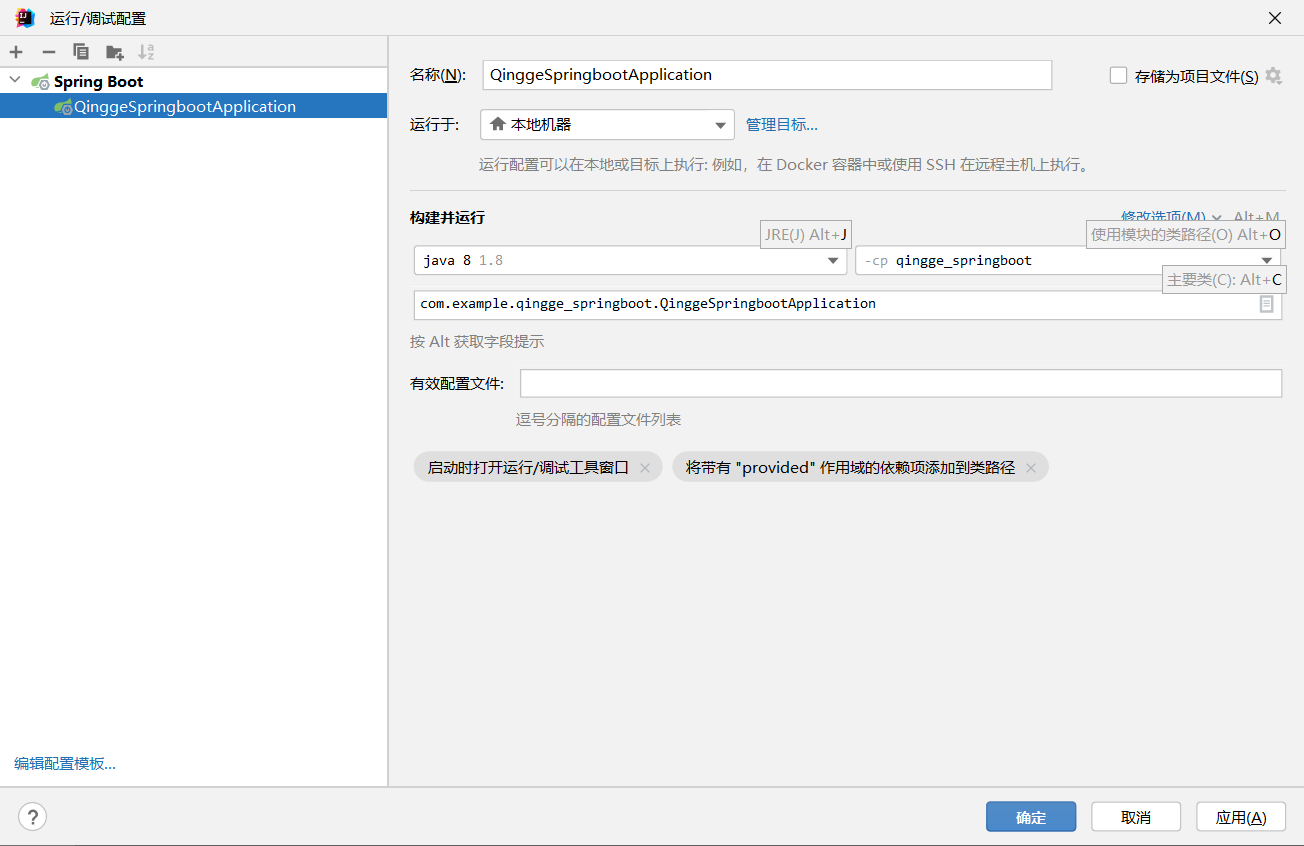 运行/调试配置
Spring Boot
QinggeSpringbootApplication
编辑配置模板...
名称(N): QinggeSpringbootApplication 存储为项目文件(S)
运行于: 本地机器 管理目标...
运行配置可以在本地或目标上执行: 例如，在 Docker 容器中或使用 SSH 在远程主机上执行。
构建并运行 修改选项(M) Alt+M
JRE(J) Alt+J 使用模块的类路径(O) Alt+O
java 8 1.8 -cp qingge_springboot
主要类(C): Alt+C
com.example.qingge_springboot.QinggeSpringbootApplication
按 Alt 获取字段提示
有效配置文件:
逗号分隔的配置文件列表
启动时打开运行/调试工具窗口 将带有 "provided" 作用域的依赖项添加到类路径
? 确定 取消 应用(A)